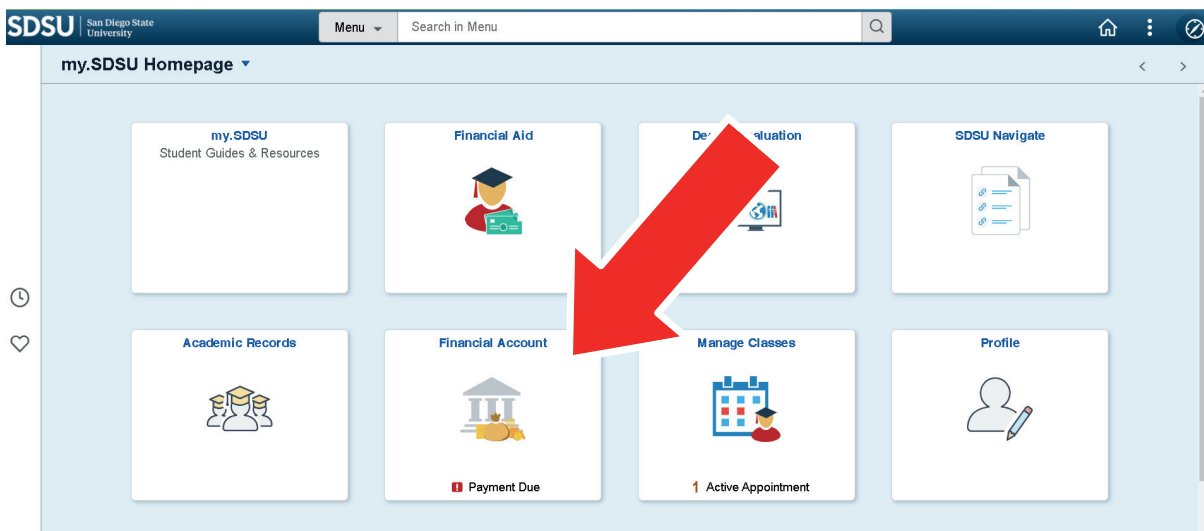 SDSU San Diego State
University
Menu
Search in Menu
my.SDSU Homepage
my.SDSU
Student Guides & Resources
Financial Aid
SDSU Navigate
Academic Records
Financial Account
Payment Due
Manage Classes
1 Active Appointment
Profile